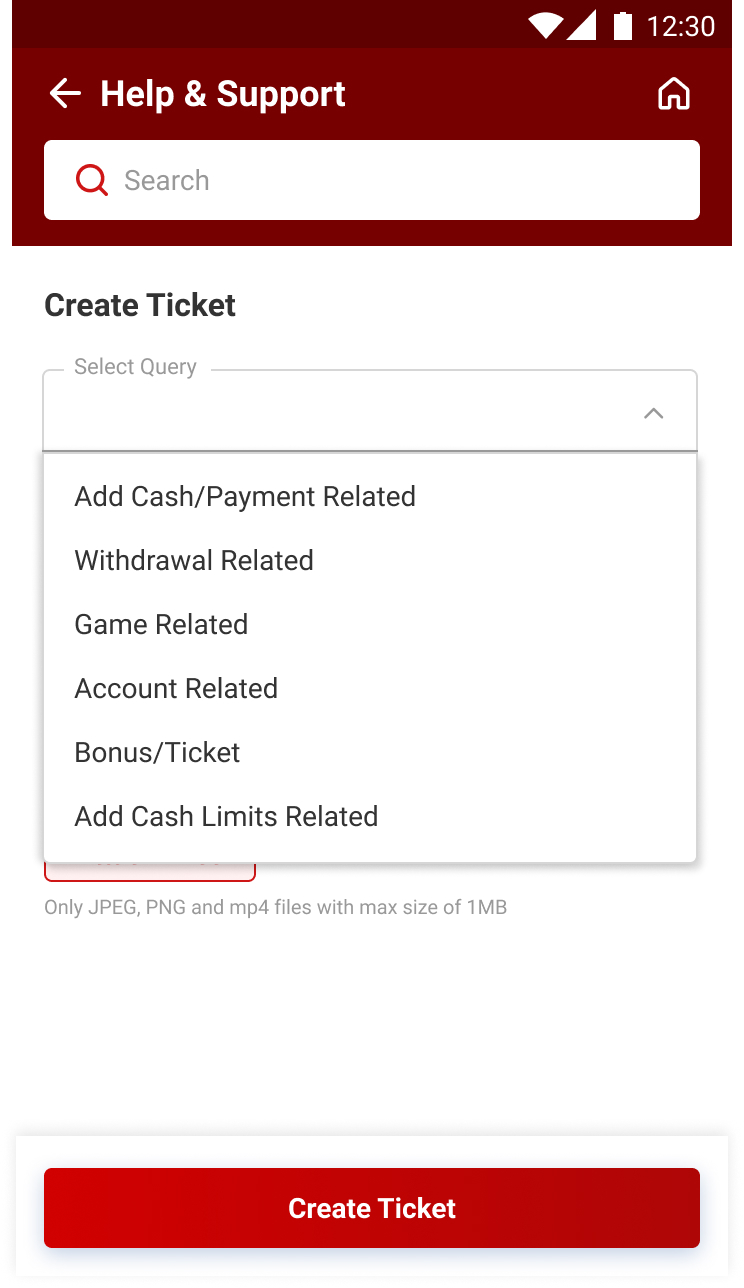 12:30
Help & Support
Search
Create Ticket
Select Query
Add Cash/Payment Related
Withdrawal Related
Game Related
Account Related
Bonus/Ticket
Add Cash Limits Related
Only JPEG, PNG and mp4 files with max size of 1MB
Create Ticket